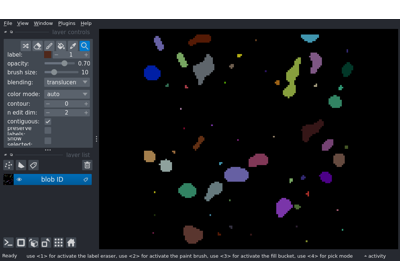 File View Window Plugins Help
layer controls
label: 1
opacity: 0.70
brush size: 10
blending: translucen
color mode: auto
contour: 0
n edit dim: 2
contiguous:
preserve labels:
show selected:
layer list
blob ID
Ready use <1> for activate the label eraser, use <2> for activate the paint brush, use <3> for activate the fill bucket, use <4> for pick mode activity